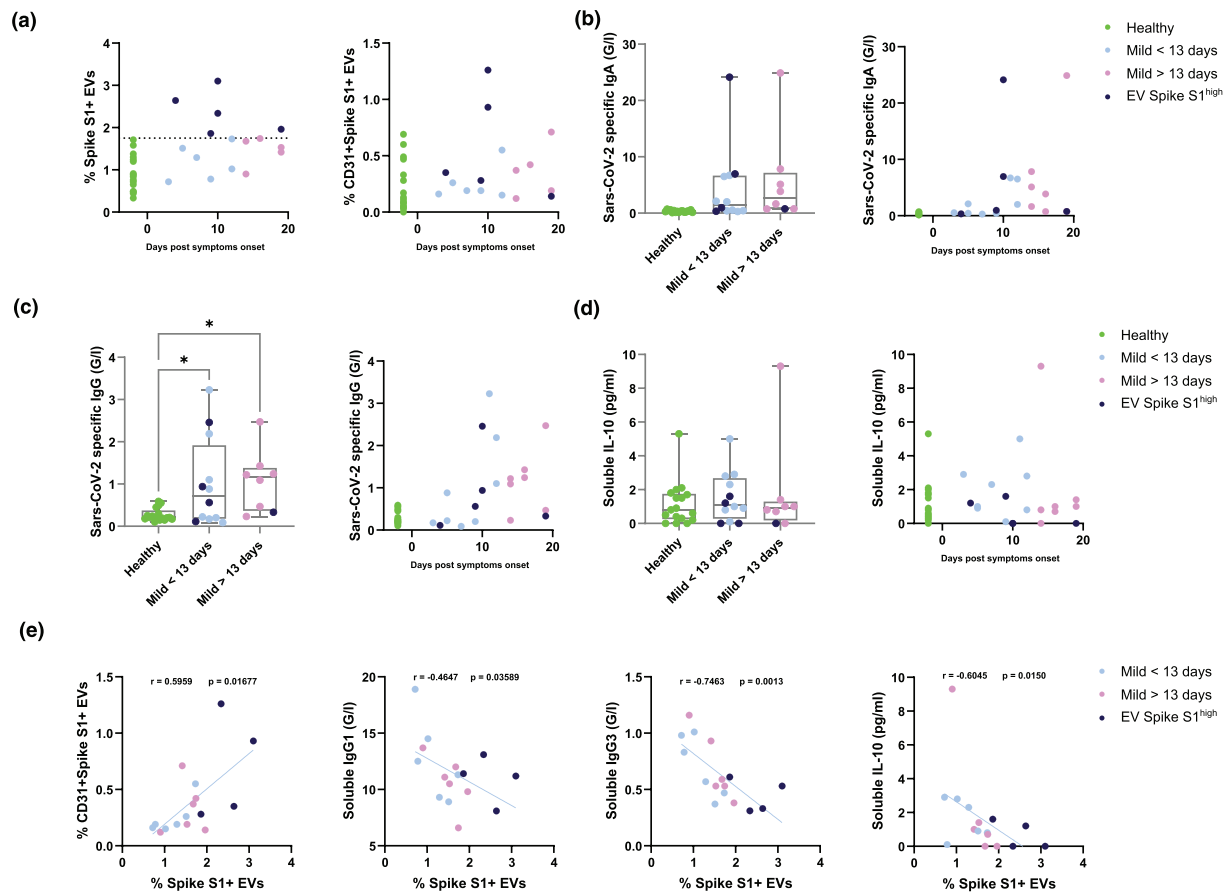 (a)
% Spike S1+ EVs
4
3
2
1
0
0
10
20
Days post symptoms onset
% CD31+Spike S1+ EVs
1.5
1.0
0.5
0.0
0
10
20
Days post symptoms onset
(b)
Sars-CoV-2 specific IgA (G/l)
30
20
10
0
Healthy
Mild < 13 days
Mild > 13 days
Sars-CoV-2 specific IgA (G/l)
30
20
10
0
0
10
20
Days post symptoms onset
Healthy
Mild < 13 days
Mild > 13 days
EV Spike S1high
(c)
Sars-CoV-2 specific IgG (G/l)
4
3
2
1
0
*
*
Healthy
Mild < 13 days
Mild > 13 days
Sars-CoV-2 specific IgG (G/l)
4
3
2
1
0
0
10
20
Days post symptoms onset
(d)
Soluble IL-10 (pg/ml)
10
8
6
4
2
0
Healthy
Mild < 13 days
Mild > 13 days
Soluble IL-10 (pg/ml)
10
8
6
4
2
0
0
10
20
Days post symptoms onset
Healthy
Mild < 13 days
Mild > 13 days
EV Spike S1high
(e)
% CD31+Spike S1+ EVs
r = 0.5959 p = 0.01677
1.5
1.0
0.5
0.0
0 1 2 3 4
% Spike S1+ EVs
Soluble IgG1 (G/l)
r = -0.4647 p = 0.03589
20
15
10
5
0 1 2 3 4
% Spike S1+ EVs
Soluble IgG3 (G/l)
r = -0.7463 p = 0.0013
1.5
1.0
0.5
0.0
0 1 2 3 4
% Spike S1+ EVs
Soluble IL-10 (pg/ml)
r = -0.6045 p = 0.0150
10
8
6
4
2
0
0 1 2 3 4
% Spike S1+ EVs
Mild < 13 days
Mild > 13 days
EV Spike S1high